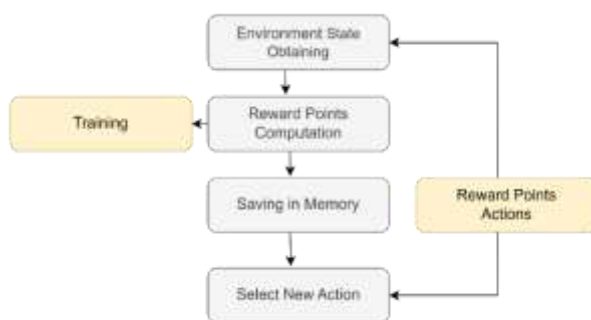 Environment State
Obtaining
Training
Reward Points
Computation
Saving in Memory
Reward Points
Actions
Select New Action